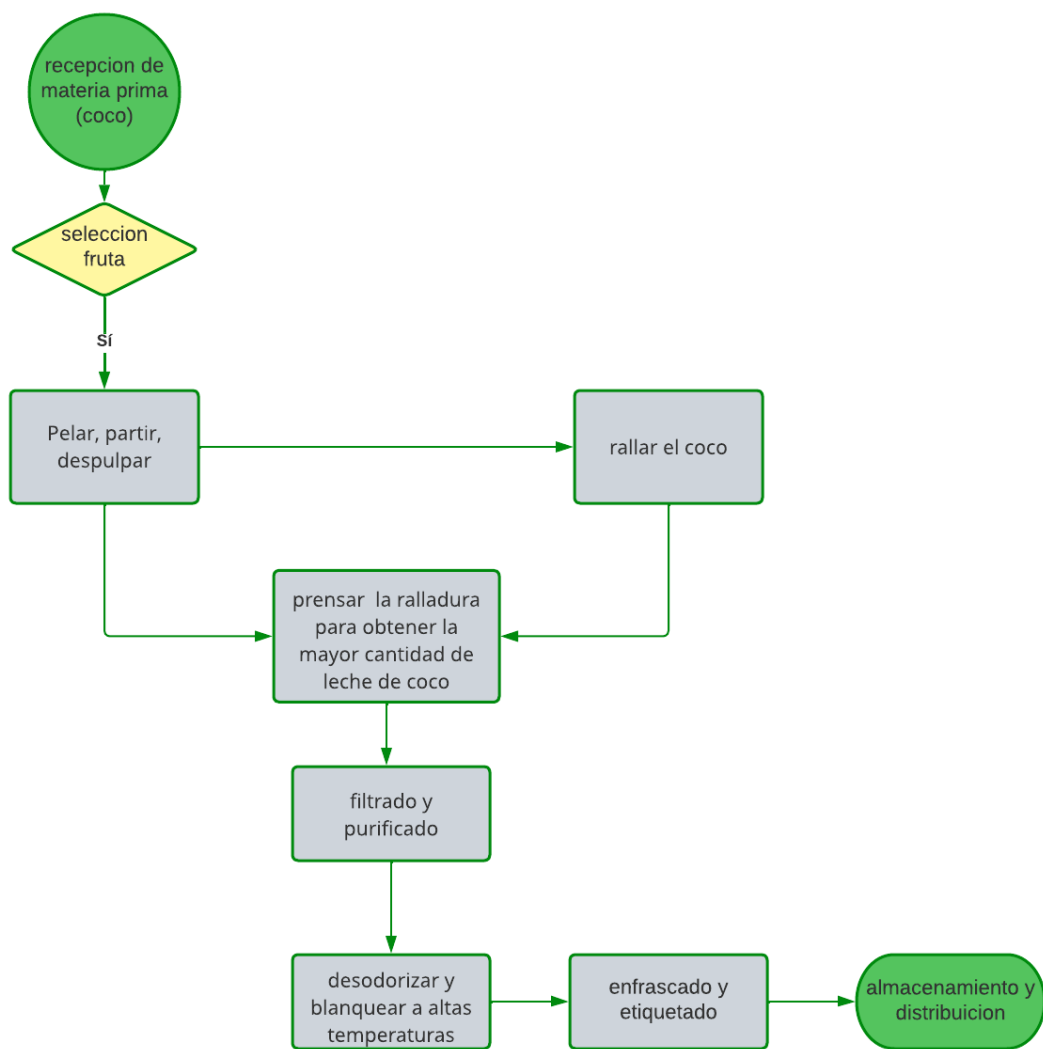 recepcion de
materia prima
(coco)
seleccion
fruta
Sí
Pelar, partir,
despulpar
rallar el coco
prensar la ralladura
para obtener la
mayor cantidad de
leche de coco
filtrado y
purificado
desodorizar y
blanquear a altas
temperaturas
enfrascado y
etiquetado
almacenamiento y
distribuicion